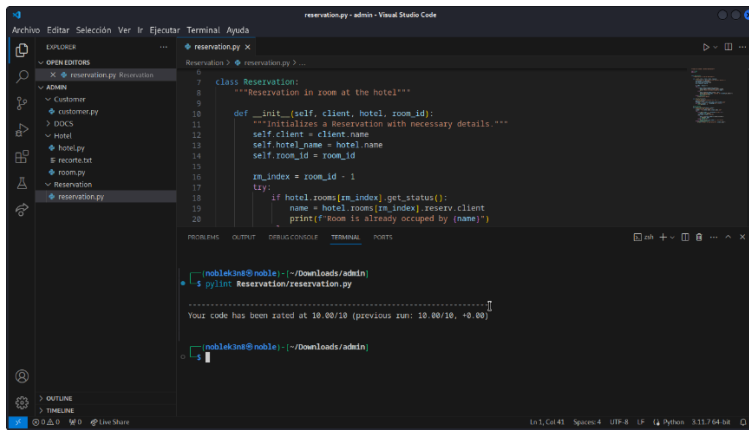 reservation.py - admin - Visual Studio Code
Archivo Editar Selección Ver Ir Ejecutar Terminal Ayuda
EXPLORER
OPEN EDITORS
reservation.py Reservation
ADMIN
Customer
customer.py
DOCS
Hotel
hotel.py
recorte.txt
room.py
Reservation
reservation.py
OUTLINE
TIMELINE
reservation.py
Reservation > reservation.py > ...
6
7 class Reservation:
8 """Reservation in room at the hotel"""
9
10 def __init__(self, client, hotel, room_id):
11 """Initializes a Reservation with necessary details."""
12 self.client = client.name
13 self.hotel_name = hotel.name
14 self.room_id = room_id
15
16 rm_index = room_id - 1
17 try:
18 if hotel.rooms[rm_index].get_status():
19 name = hotel.rooms[rm_index].reserv.client
20 print(f"Room is already occuped by {name}")
PROBLEMS OUTPUT DEBUG CONSOLE TERMINAL PORTS
zsh
(noblek3n8㉿noble)-[~/Downloads/admin]
$ pylint Reservation/reservation.py
--------------------------------------------------------------------
Your code has been rated at 10.00/10 (previous run: 10.00/10, +0.00)
(noblek3n8㉿noble)-[~/Downloads/admin]
$
0 0 0 Live Share Ln 1, Col 41 Spaces: 4 UTF-8 LF Python 3.11.7 64-bit